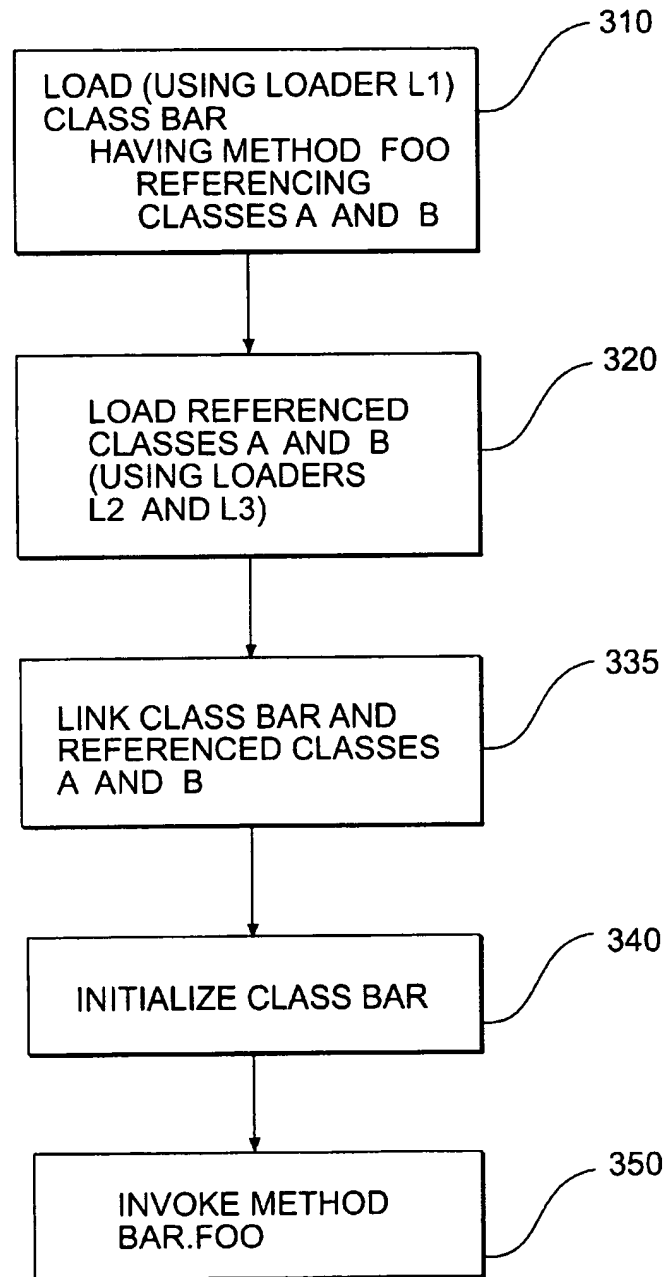 310
LOAD (USING LOADER L1)
CLASS BAR
HAVING METHOD FOO
REFERENCING
CLASSES A AND B
320
LOAD REFERENCED
CLASSES A AND B
(USING LOADERS
L2 AND L3)
335
LINK CLASS BAR AND
REFERENCED CLASSES
A AND B
340
INITIALIZE CLASS BAR
350
INVOKE METHOD
BAR.FOO